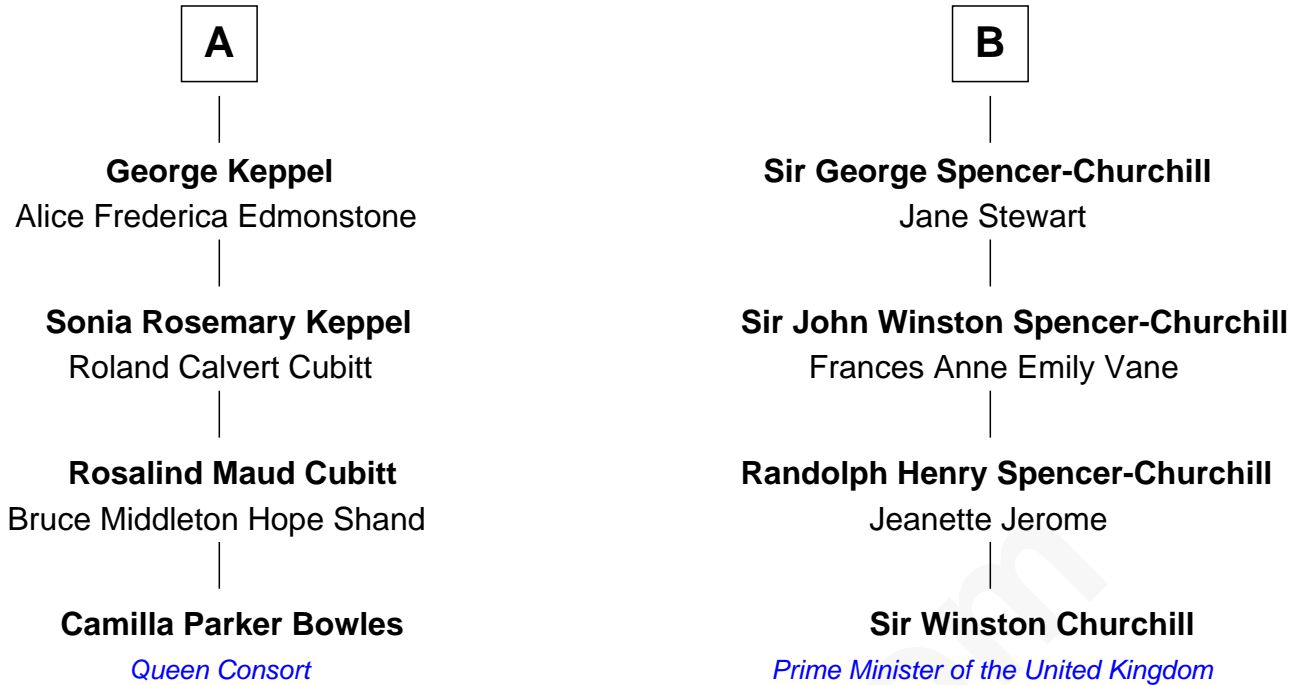 A
George Keppel
Alice Frederica Edmonstone
Sonia Rosemary Keppel
Roland Calvert Cubitt
Rosalind Maud Cubitt
Bruce Middleton Hope Shand
Camilla Parker Bowles
Queen Consort
B
Sir George Spencer-Churchill
Jane Stewart
Sir John Winston Spencer-Churchill
Frances Anne Emily Vane
Randolph Henry Spencer-Churchill
Jeanette Jerome
Sir Winston Churchill
Prime Minister of the United Kingdom